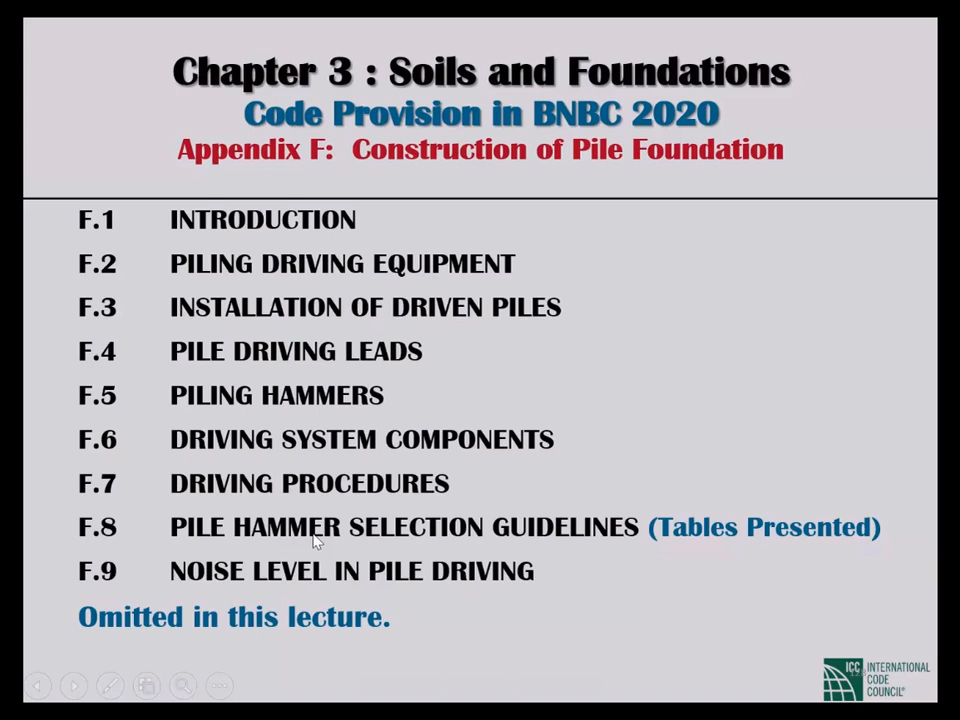 Chapter 3 : Soils and Foundations
Code Provision in BNBC 2020
Appendix F: Construction of Pile Foundation
F.1 INTRODUCTION
F.2 PILING DRIVING EQUIPMENT
F.3 INSTALLATION OF DRIVEN PILES
F.4 PILE DRIVING LEADS
F.5 PILING HAMMERS
F.6 DRIVING SYSTEM COMPONENTS
F.7 DRIVING PROCEDURES
F.8 PILE HAMMER SELECTION GUIDELINES (Tables Presented)
F.9 NOISE LEVEL IN PILE DRIVING
Omitted in this lecture.
ICC INTERNATIONAL
CODE
COUNCIL®